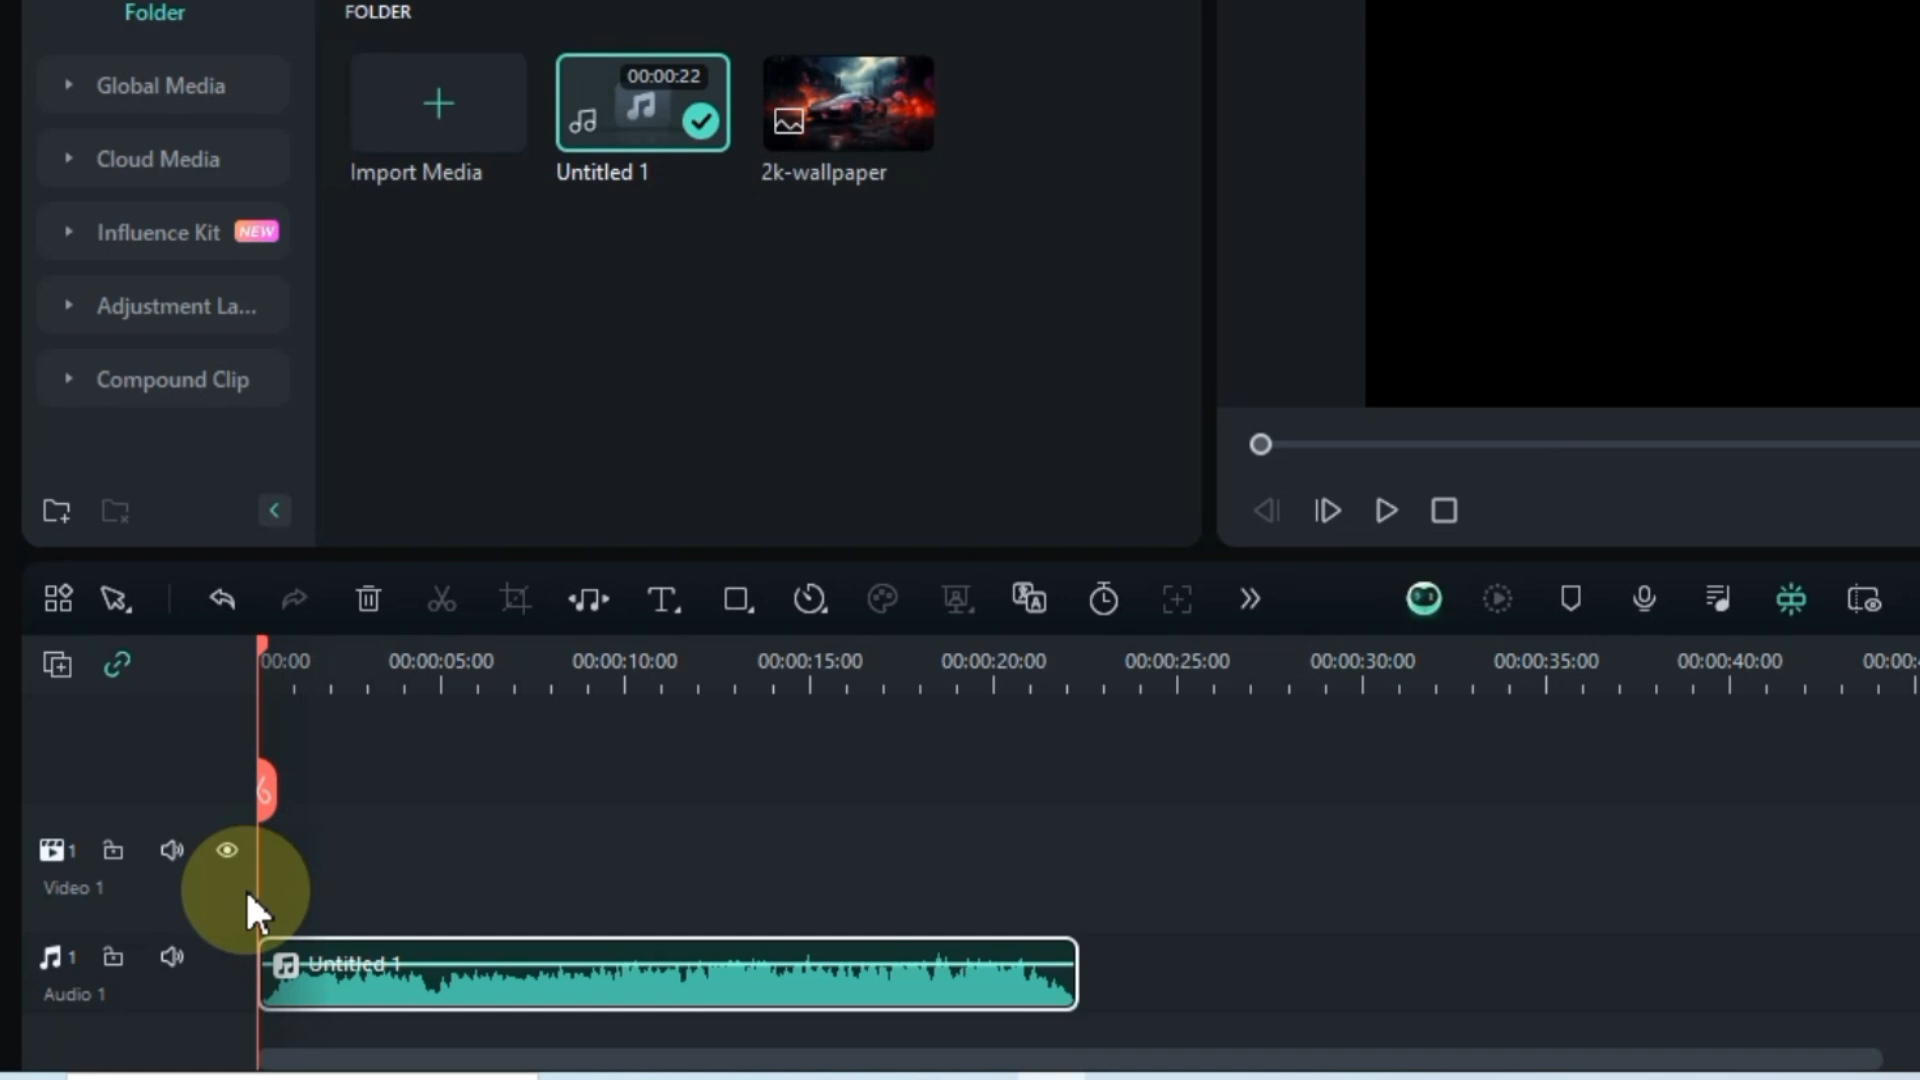 Folder
FOLDER
Global Media
Cloud Media
Influence Kit NEW
Adjustment La...
Compound Clip
00:00:22
Import Media
Untitled 1
2k-wallpaper
00:00
00:00:05:00
00:00:10:00
00:00:15:00
00:00:20:00
00:00:25:00
00:00:30:00
00:00:35:00
00:00:40:00
00:00:
1
Video 1
1
Audio 1
Untitled 1